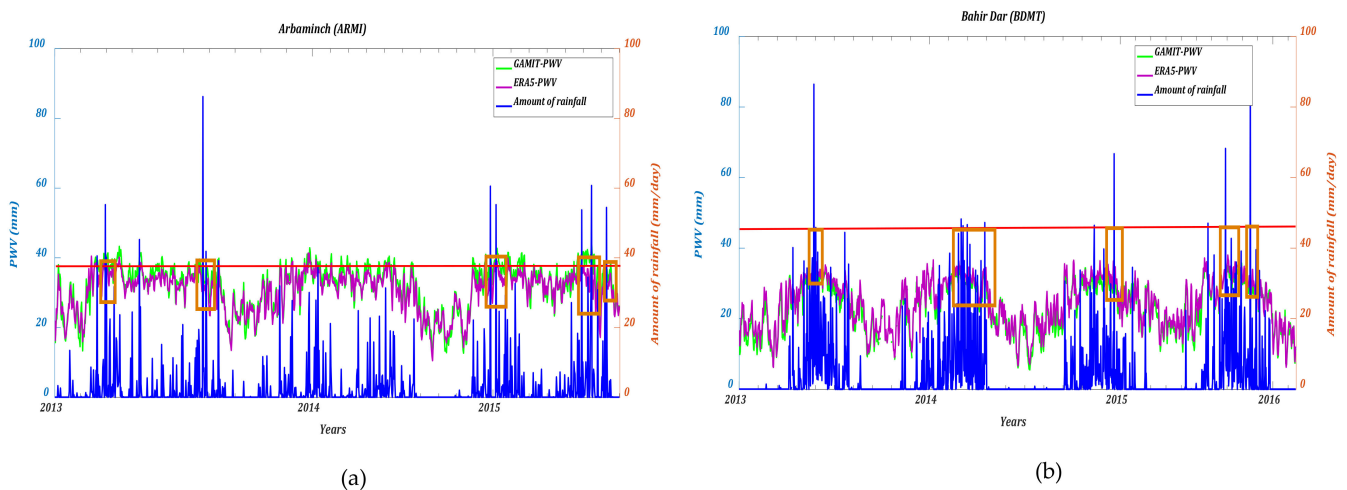 Arbaminch (ARMI)
100
80
60
40
20
0
PWV (mm)
100
80
60
40
20
0
Amount of rainfall (mm/day)
GAMIT-PWV
ERA5-PWV
Amount of rainfall
2013
2014
2015
Years
(a)
Bahir Dar (BDMT)
100
80
60
40
20
0
PWV (mm)
100
80
60
40
20
0
Amount of rainfall (mm/day)
GAMIT-PWV
ERA5-PWV
Amount of rainfall
2013
2014
2015
2016
Years
(b)